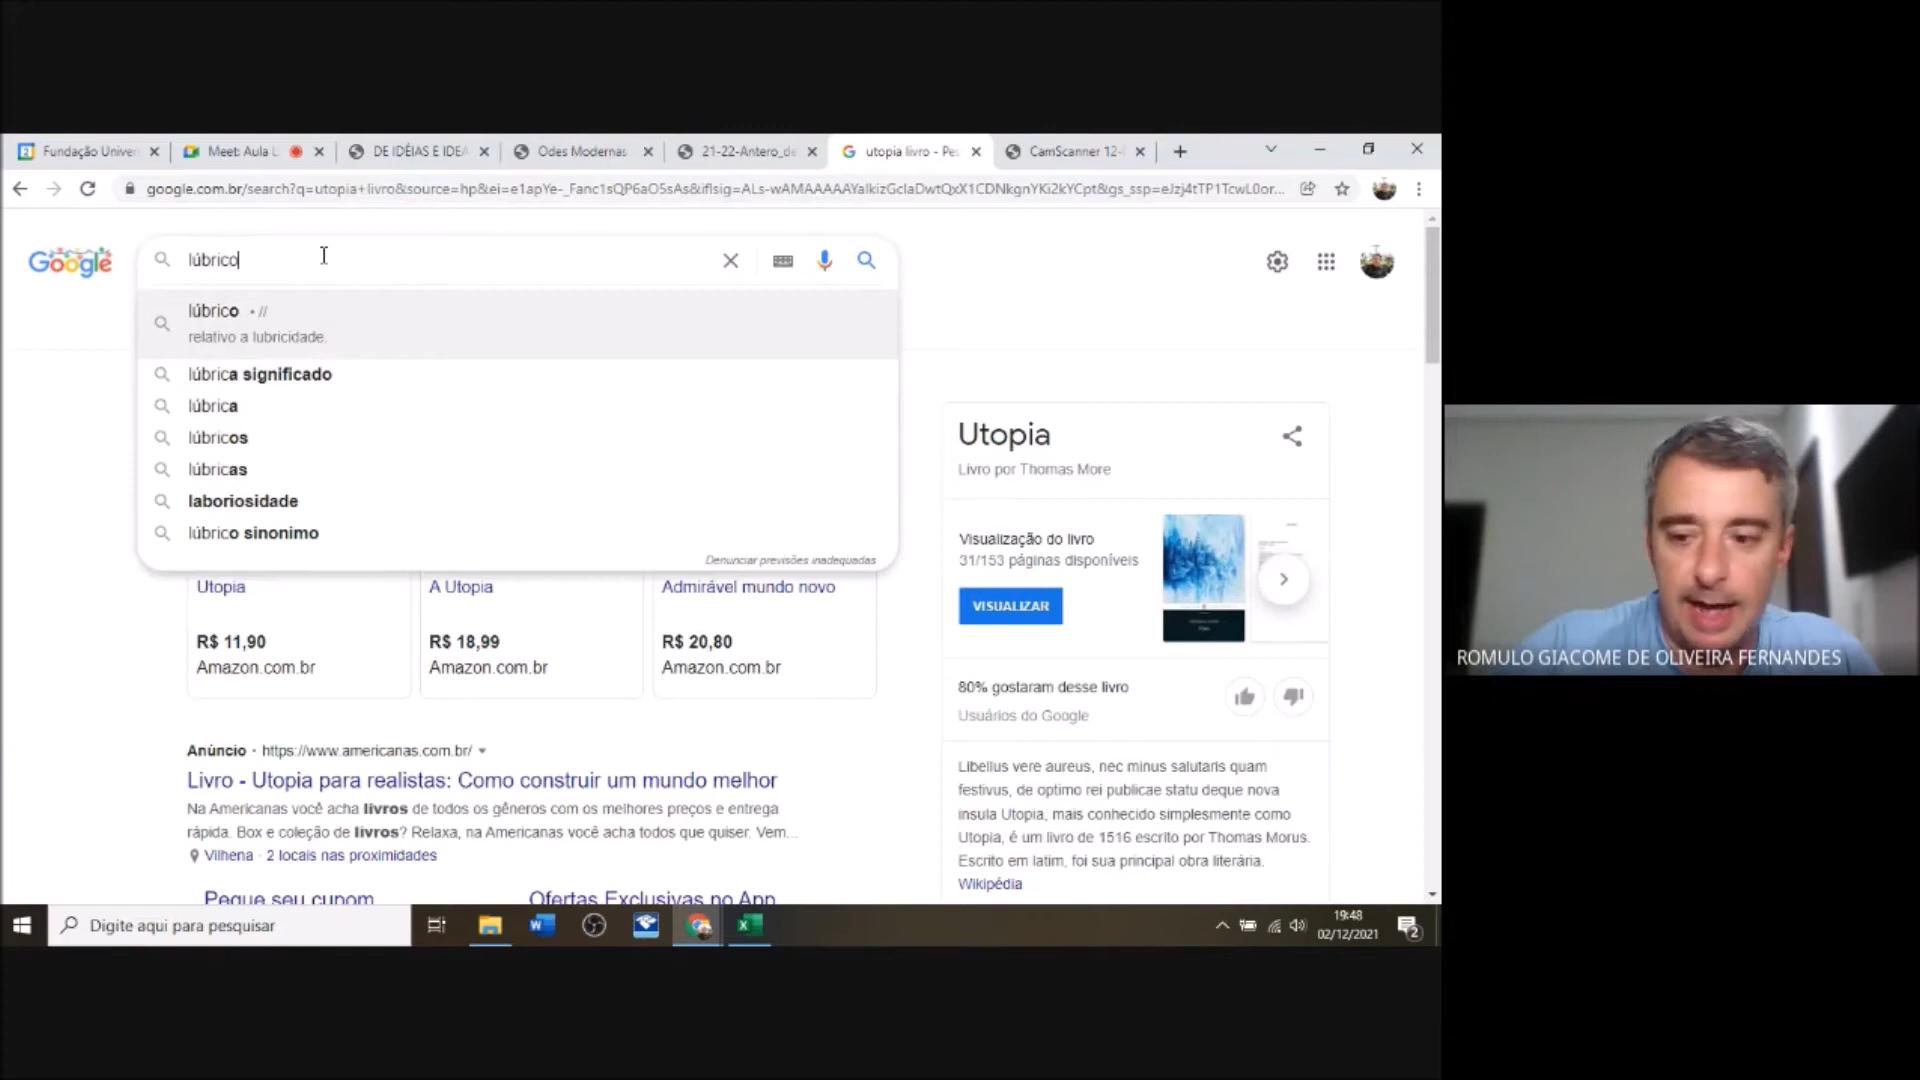 Fundação Univer
Meet: Aula L
DE IDÉIAS E IDEA
Odes Modernas
21-22-Antero_de
utopia livro - Pes
CamScanner 12-
google.com.br/search?q=utopia+livro&source=hp&ei=e1apYe-_Fanc1sQP6aO5sAs&iflsig=ALs-wAMAAAAAYalkizGclaDwtQxX1CDNkgnYKi2kYCpt&gs_ssp=eJzj4tTP1TcwL0or...
Google
lúbrico
lúbrico • //
relativo a lubricidade.
lúbrica significado
lúbrica
lúbricos
lúbricas
laboriosidade
lúbrico sinonimo
Denunciar previsões inadequadas
Utopia
R$ 11,90
Amazon.com.br
A Utopia
R$ 18,99
Amazon.com.br
Admirável mundo novo
R$ 20,80
Amazon.com.br
Anúncio · https://www.americanas.com.br/
Livro - Utopia para realistas: Como construir um mundo melhor
Na Americanas você acha livros de todos os gêneros com os melhores preços e entrega
rápida. Box e coleção de livros? Relaxa, na Americanas você acha todos que quiser. Vem...
Vilhena · 2 locais nas proximidades
Pegue seu cupom
Ofertas Exclusivas no App
Utopia
Livro por Thomas More
Visualização do livro
31/153 páginas disponíveis
VISUALIZAR
80% gostaram desse livro
Usuários do Google
Libellus vere aureus, nec minus salutaris quam
festivus, de optimo rei publicae statu deque nova
insula Utopia, mais conhecido simplesmente como
Utopia, é um livro de 1516 escrito por Thomas Morus.
Escrito em latim, foi sua principal obra literária.
Wikipédia
ROMULO GIACOME DE OLIVEIRA FERNANDES
Digite aqui para pesquisar
19:48
02/12/2021
2